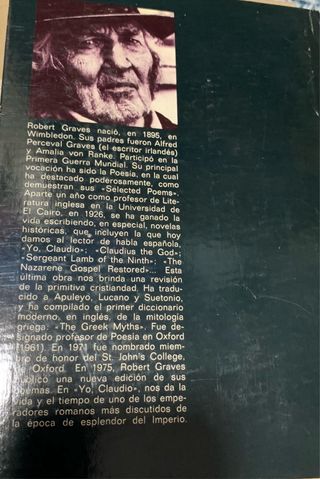 Robert Graves nació, en 1895, en
Wimbledon. Sus padres fueron Alfred
Perceval Graves (el escritor irlandés)
y Amalia von Ranke. Participó en la
Primera Guerra Mundial. Su principal
vocación ha sido la Poesía, en la cual
ha destacado poderosamente, como
demuestran sus «Selected Poems».
Aparte un año como profesor de Lite-
ratura inglesa en la Universidad de
El Cairo, en 1926, se ha ganado la
vida escribiendo, en especial, novelas
históricas, que incluyen la que hoy
damos al lector de habla española,
«Yo, Claudio»; «Claudius the God»;
«Sergeant Lamb of the Ninth»; «The
Nazarene Gospel Restored»... Esta
última obra nos brinda una revisión
de la primitiva cristiandad. Ha tradu-
cido a Apuleyo, Lucano y Suetonio,
y ha compilado el primer diccionario
moderno, en inglés, de la mitología
griega: «The Greek Myths». Fue de-
signado profesor de Poesía en Oxford
(1961). En 1971 fue nombrado miem-
bro de honor del St. John's College,
Oxford. En 1975, Robert Graves
publicó una nueva edición de sus
poemas. En «Yo, Claudio», nos da la
vida y el tiempo de uno de los empe-
radores romanos más discutidos de
la época de esplendor del Imperio.